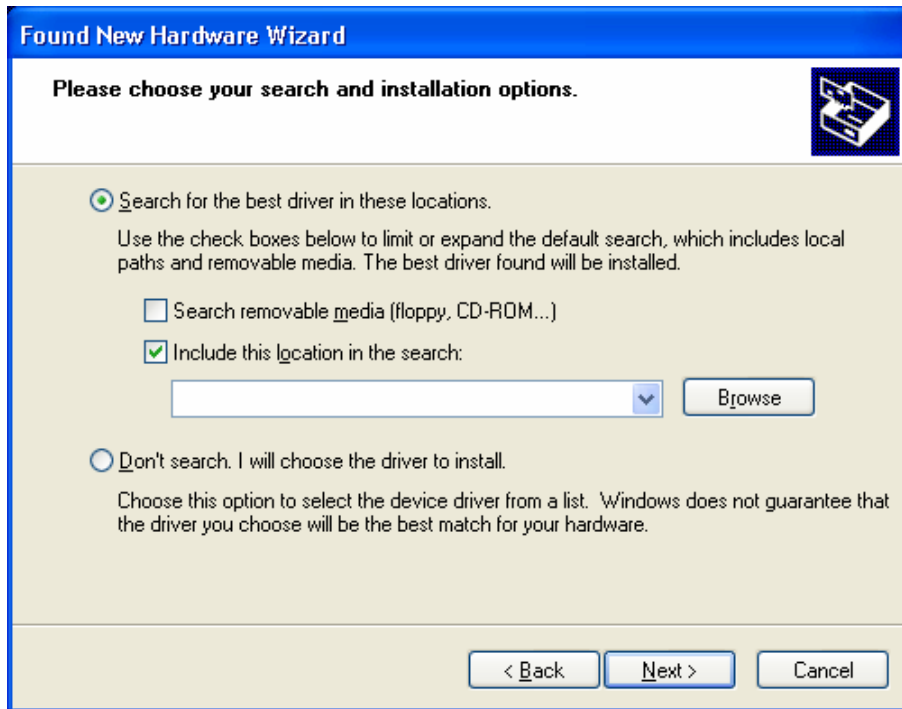 Found New Hardware Wizard
Please choose your search and installation options.
Search for the best driver in these locations.
Use the check boxes below to limit or expand the default search, which includes local
paths and removable media. The best driver found will be installed.
Search removable media (floppy, CD-ROM...)
Include this location in the search:
Browse
Don't search. I will choose the driver to install.
Choose this option to select the device driver from a list.  Windows does not guarantee that
the driver you choose will be the best match for your hardware.
< Back
Next >
Cancel